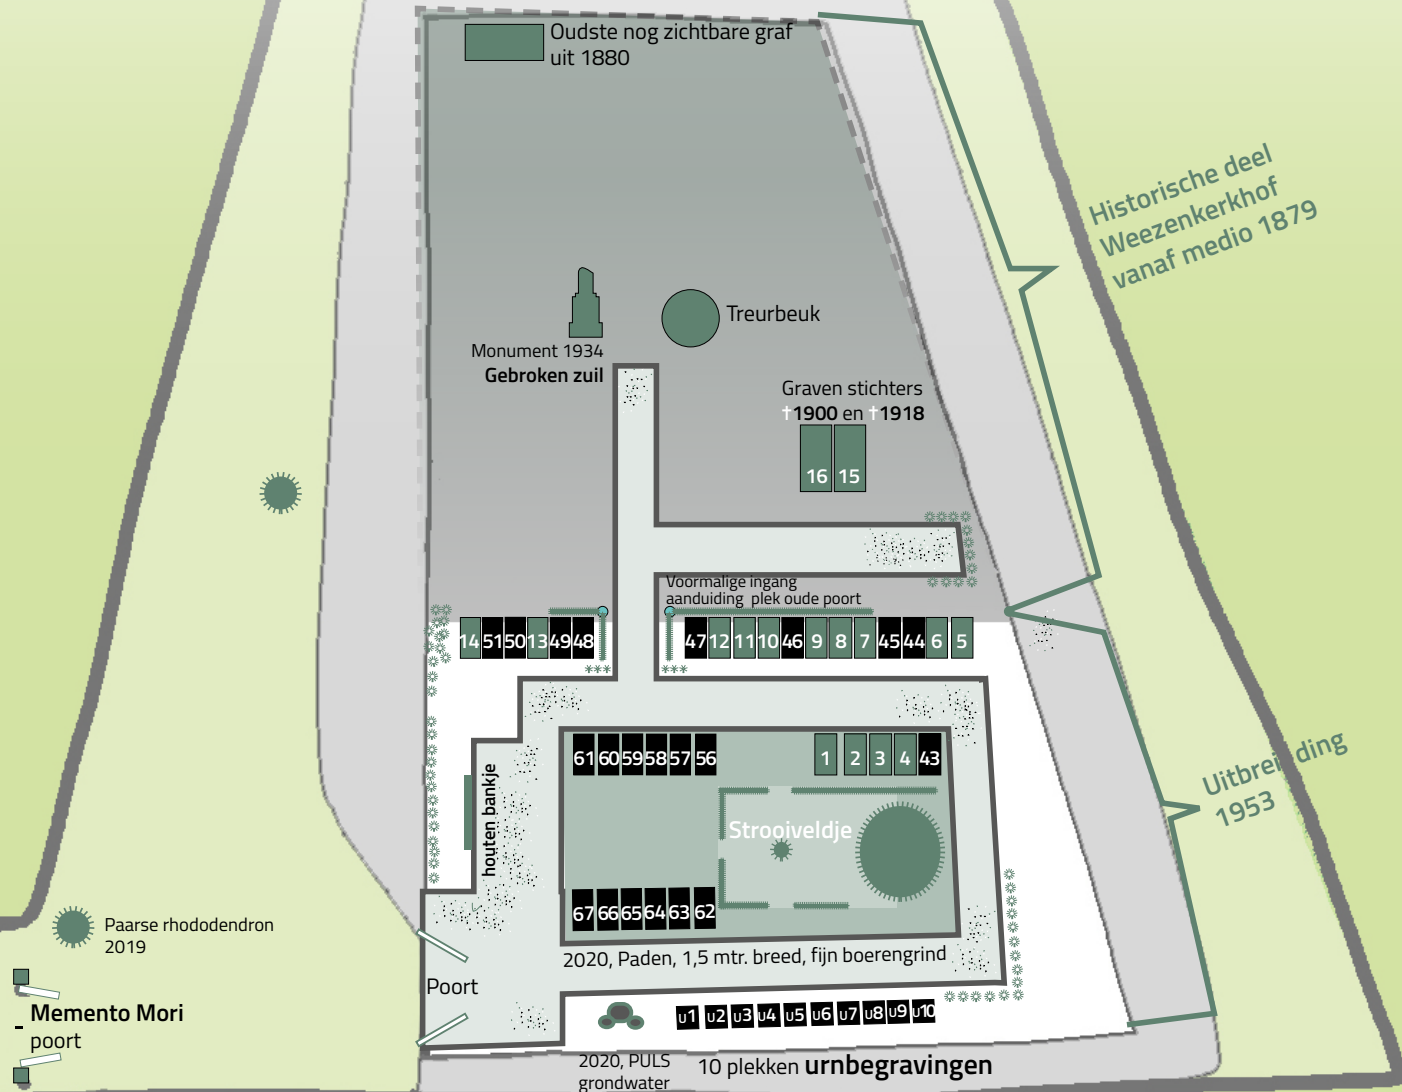 Oudste nog zichtbare graf
uit 1880
Historische deel
Weezenkerkhof
vanaf medio 1879
Treurbeuk
Monument 1934
Gebroken zuil
Graven stichters
†1900 en †1918
16 15
Voormalige ingang
aanduiding plek oude poort
14 51 50 13 49 48
47 12 11 10 46 9 8 7 45 44 6 5
61 60 59 58 57 56
1 2 3 4 43
houten bankje
Strooiveldje
Uitbreiding
1953
67 66 65 64 63 62
2020, Paden, 1,5 mtr. breed, fijn boerengrind
Paarse rhododendron
2019
Poort
Memento Mori
poort
u1 u2 u3 u4 u5 u6 u7 u8 u9 u10
2020, PULS
grondwater
10 plekken urnbegravingen